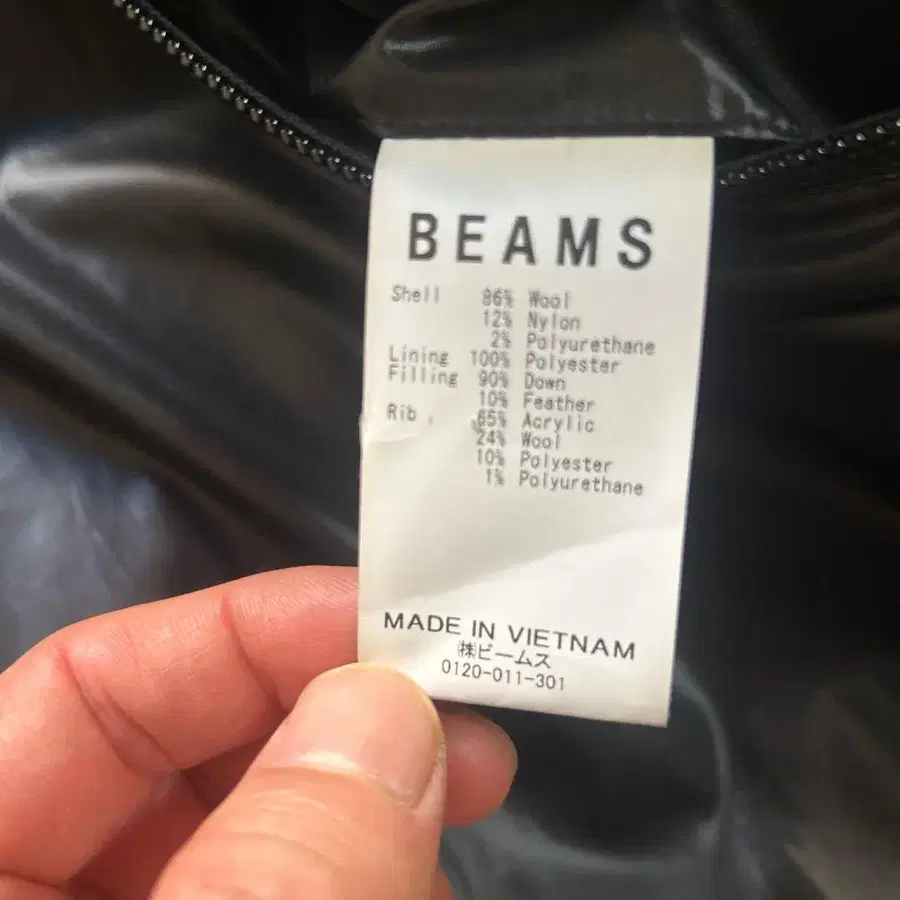 BEAMS
Shell 86% Wool
12% Nylon
2% Polyurethane
Lining 100% Polyester
Filling 90% Down
10% Feather
Rib 65% Acrylic
24% Wool
10% Polyester
1% Polyurethane
MADE IN VIETNAM
㈱ビームス
0120-011-301